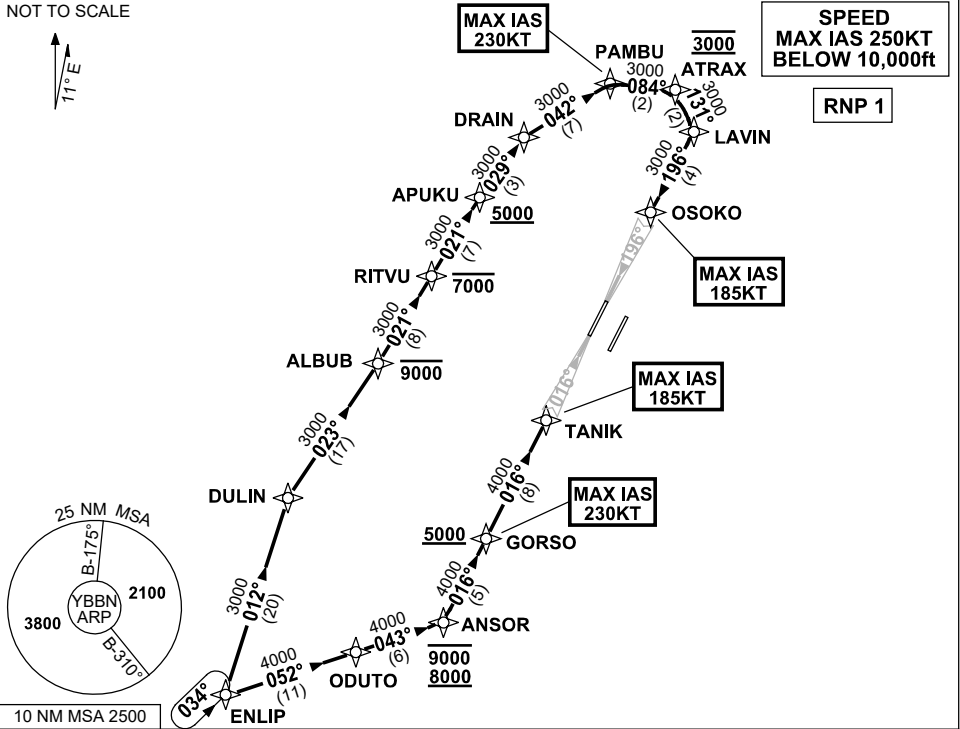 NOT TO SCALE
11° E
MAX IAS
230KT
SPEED
MAX IAS 250KT
BELOW 10,000ft
RNP 1
PAMBU
3000
ATRAX
3000
084°
(2)
3000
131°
(2)
LAVIN
3000
042°
(7)
DRAIN
3000
029°
(3)
3000
196°
(4)
APUKU
5000
OSOKO
3000
021°
(7)
196°
MAX IAS
185KT
RITVU
7000
3000
021°
(8)
ALBUB
9000
016°
MAX IAS
185KT
TANIK
3000
023°
(17)
4000
016°
(8)
DULIN
MAX IAS
230KT
5000
GORSO
25 NM MSA
B-175°
YBBN
ARP
2100
3800
B-310°
3000
012°
(20)
4000
016°
(5)
ANSOR
9000
8000
4000
043°
(6)
ODUTO
4000
052°
(11)
034°
ENLIP
10 NM MSA 2500